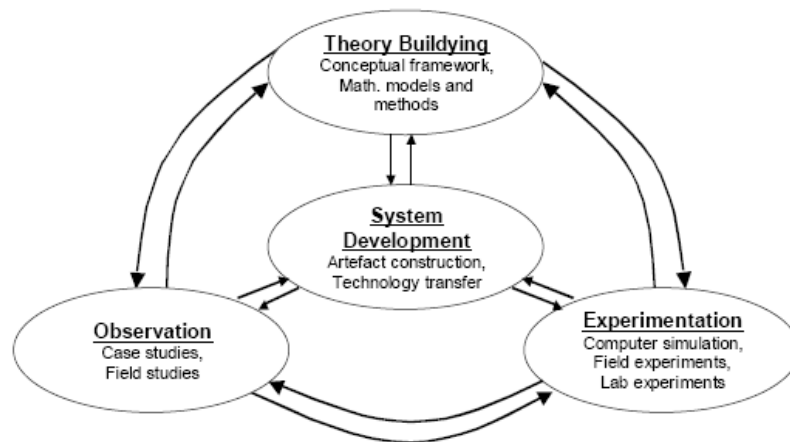 Theory Buildying
Conceptual framework,
Math. models and
methods
System
Development
Artefact construction,
Technology transfer
Observation
Case studies,
Field studies
Experimentation
Computer simulation,
Field experiments,
Lab experiments